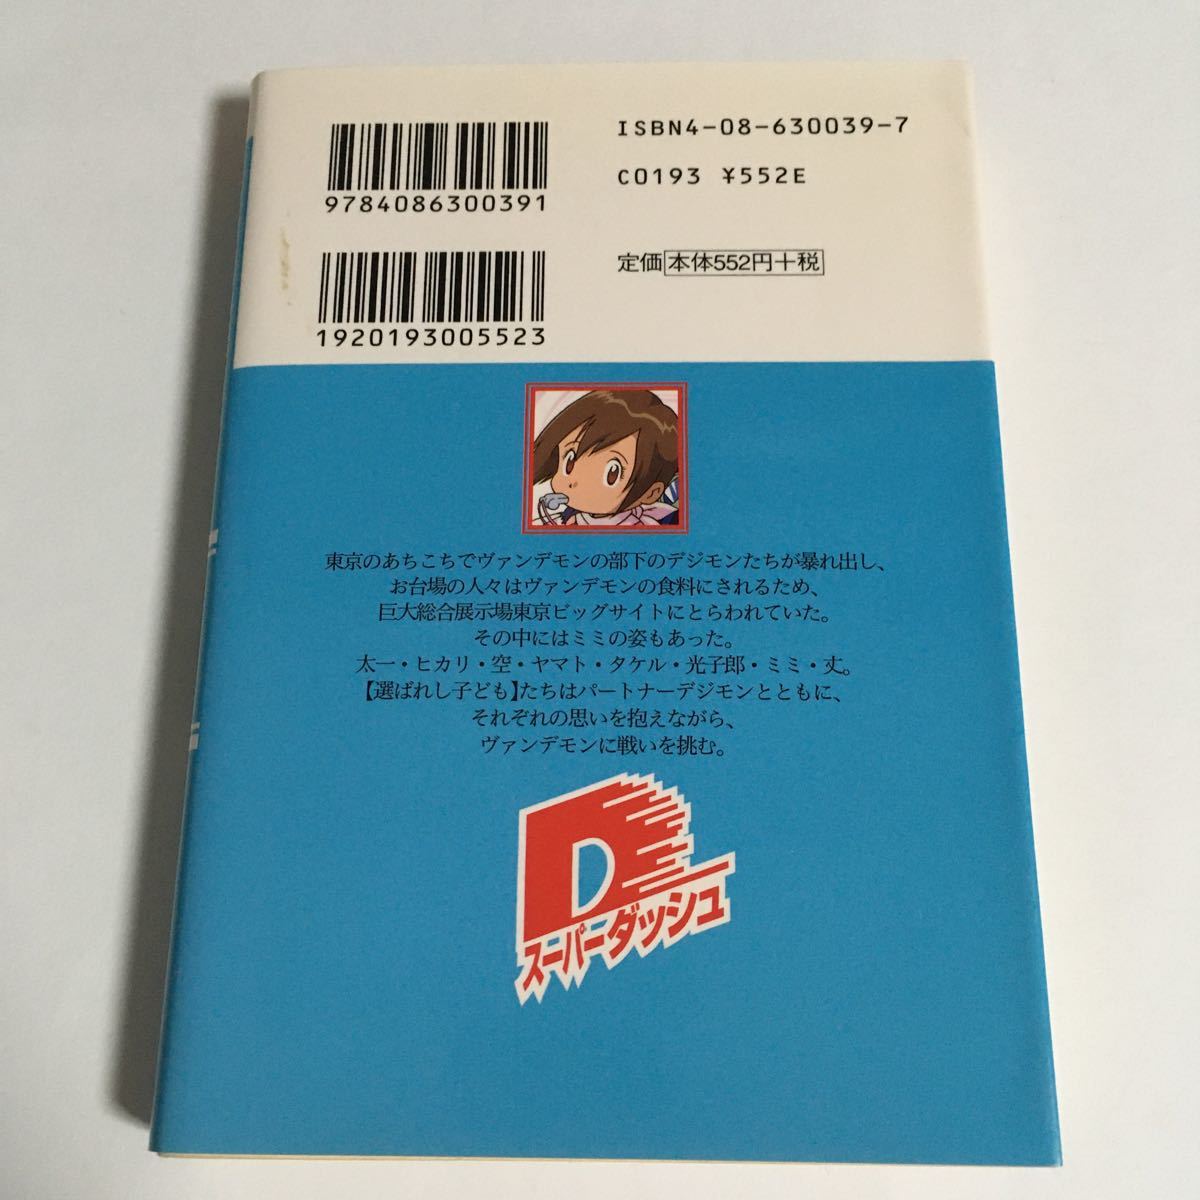 ISBN4-08-630039-7
9784086300391
C0193 ¥552E
定価 本体552円+税
1920193005523
東京のあちこちでヴァンデモンの部下のデジモンたちが暴れ出し、
お台場の人々はヴァンデモンの食料にされるため、
巨大総合展示場東京ビッグサイトにとらわれていた。
その中にはミミの姿もあった。
太一・ヒカリ・空・ヤマト・タケル・光子郎・ミミ・丈。
【選ばれし子ども】たちはパートナーデジモンとともに、
それぞれの思いを抱えながら、
ヴァンデモンに戦いを挑む。
D
スーパーダッシュ